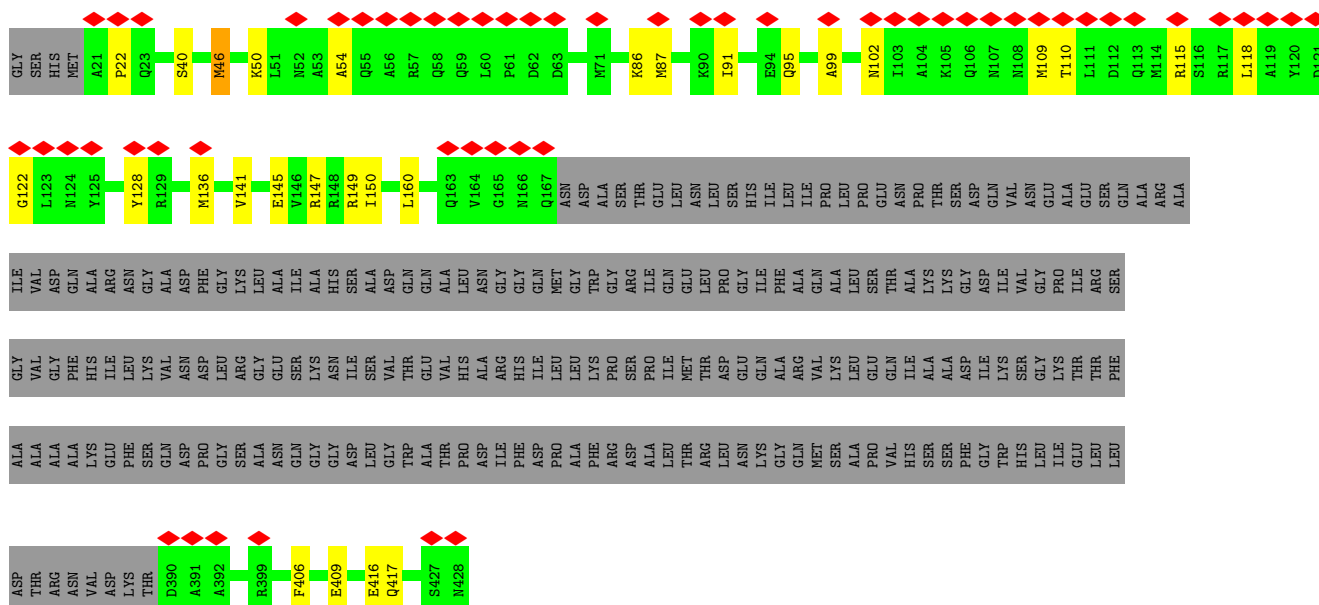 GLY SER HIS MET A21 P22 Q23 S40 M46 K50 L51 N52 A53 A54 Q55 A56 R57 Q58 Q59 L60 P61 D62 D63 M71 K86 M87 K90 I91 E94 Q95 A99 N102 I103 A104 K105 Q106 N107 N108 M109 T110 L111 D112 Q113 M114 R115 S116 R117 L118 A119 Y120 D121
G122 L123 N124 Y125 Y128 R129 M136 V141 E145 V146 R147 R148 R149 I150 L160 Q163 V164 G165 N166 Q167 ASN ASP ALA SER THR GLU LEU ASN LEU SER HIS ILE LEU ILE PRO LEU PRO GLU ASN PRO THR SER ASP GLN VAL ASN GLU ALA GLU SER GLN ALA ARG ALA
ILE VAL ASP GLN ALA ARG ASN GLY ALA ASP PHE GLY LYS LEU ALA ILE ALA HIS SER ALA ASP GLN GLN ALA LEU ASN GLY GLY GLN MET GLY TRP GLY ARG ILE GLN GLU LEU PRO GLY ILE PHE ALA GLN ALA LEU SER THR ALA LYS LYS GLY ASP ILE VAL GLY PRO ILE ARG SER
GLY VAL GLY PHE HIS ILE LEU LYS VAL ASN ASP LEU ARG GLY GLU SER LYS ASN ILE SER VAL THR GLU VAL HIS ALA ARG HIS ILE LEU LEU LYS PRO SER PRO ILE MET THR ASP GLU GLN ALA ARG VAL LYS LEU GLU GLN ILE ALA ALA ASP ILE LYS SER GLY LYS THR THR PHE
ALA ALA ALA ALA LYS GLU PHE SER GLN ASP PRO GLY SER ALA ASN GLN GLY GLY ASP LEU GLY TRP ALA THR PRO ASP ILE PHE ASP PRO ALA PHE ARG ASP ALA LEU THR ARG LEU ASN LYS GLY GLN MET SER ALA PRO VAL HIS SER SER PHE GLY TRP HIS LEU ILE GLU LEU LEU
ASP THR ARG ASN VAL ASP LYS THR D390 A391 A392 R399 F406 E409 E416 Q417 S427 N428